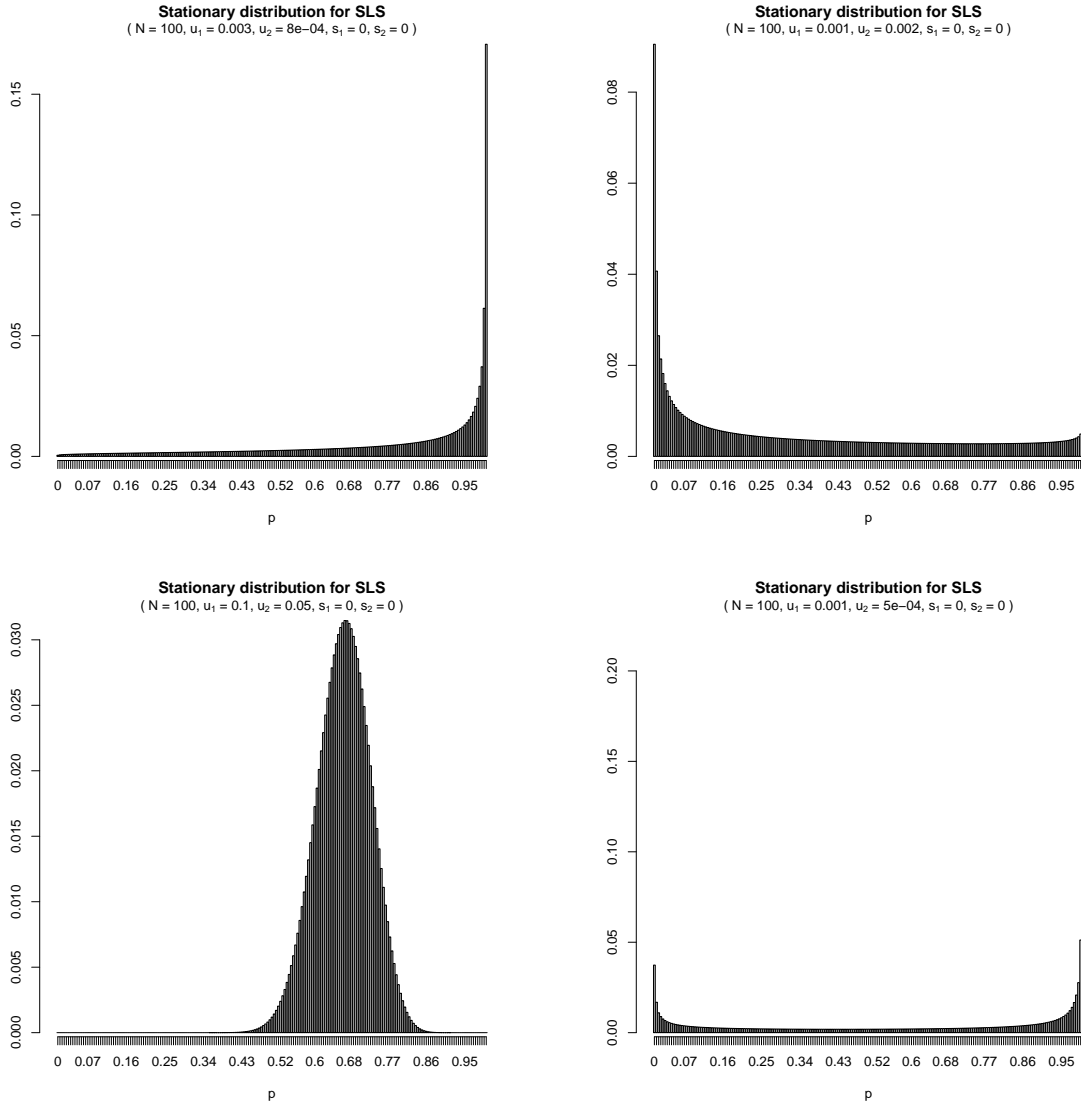 Stationary distribution for SLS
( N = 100, u₁ = 0.003, u₂ = 8e−04, s₁ = 0, s₂ = 0 )
0.15
0.10
0.05
0.00
0 0.07 0.16 0.25 0.34 0.43 0.52 0.6 0.68 0.77 0.86 0.95
p
Stationary distribution for SLS
( N = 100, u₁ = 0.001, u₂ = 0.002, s₁ = 0, s₂ = 0 )
0.08
0.06
0.04
0.02
0.00
0 0.07 0.16 0.25 0.34 0.43 0.52 0.6 0.68 0.77 0.86 0.95
p
Stationary distribution for SLS
( N = 100, u₁ = 0.1, u₂ = 0.05, s₁ = 0, s₂ = 0 )
0.030
0.025
0.020
0.015
0.010
0.005
0.000
0 0.07 0.16 0.25 0.34 0.43 0.52 0.6 0.68 0.77 0.86 0.95
p
Stationary distribution for SLS
( N = 100, u₁ = 0.001, u₂ = 5e−04, s₁ = 0, s₂ = 0 )
0.20
0.15
0.10
0.05
0.00
0 0.07 0.16 0.25 0.34 0.43 0.52 0.6 0.68 0.77 0.86 0.95
p